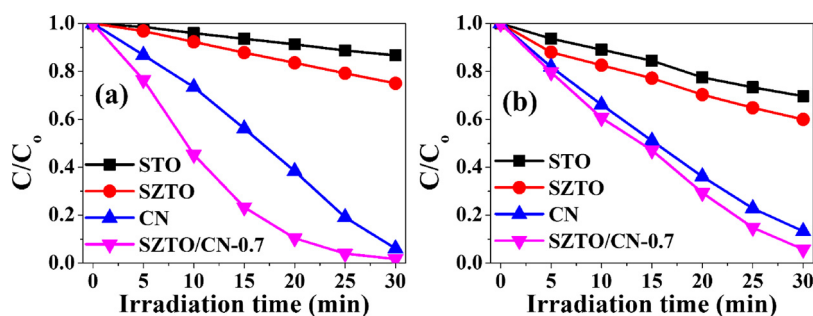 1.0
0.8
0.6
0.4
0.2
0.0
C/Co
(a)
STO
SZTO
CN
SZTO/CN-0.7
0 5 10 15 20 25 30
Irradiation time (min)
1.0
0.8
0.6
0.4
0.2
0.0
C/Co
(b)
STO
SZTO
CN
SZTO/CN-0.7
0 5 10 15 20 25 30
Irradiation time (min)